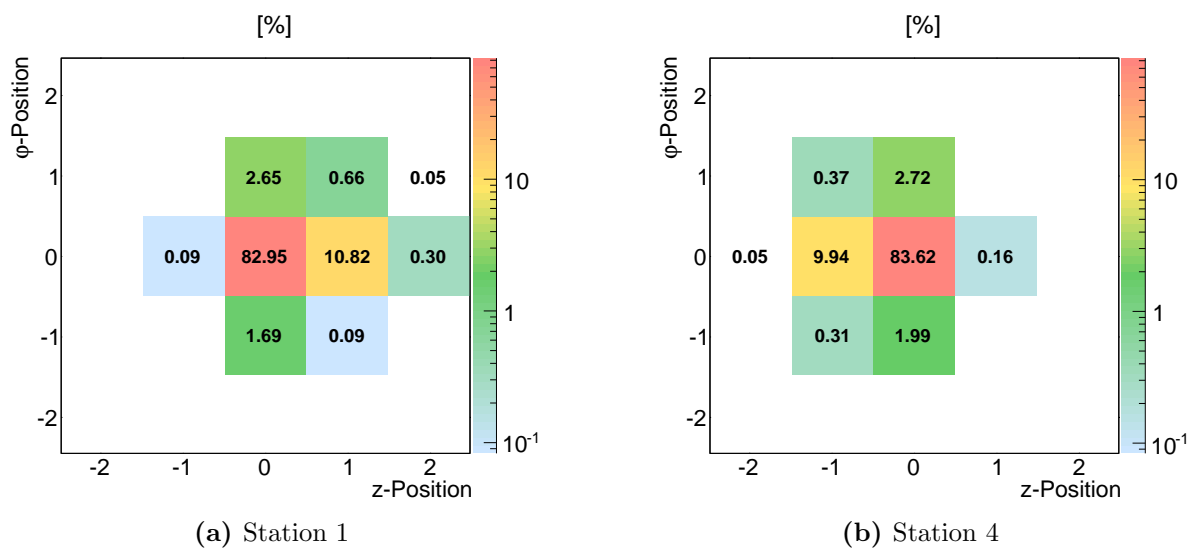 [%]
φ-Position
2
1
0
-1
-2
2.65 0.66 0.05
0.09 82.95 10.82 0.30
1.69 0.09
10
1
10⁻¹
-2 -1 0 1 2
z-Position
(a) Station 1
[%]
φ-Position
2
1
0
-1
-2
0.37 2.72
0.05 9.94 83.62 0.16
0.31 1.99
10
1
10⁻¹
-2 -1 0 1 2
z-Position
(b) Station 4